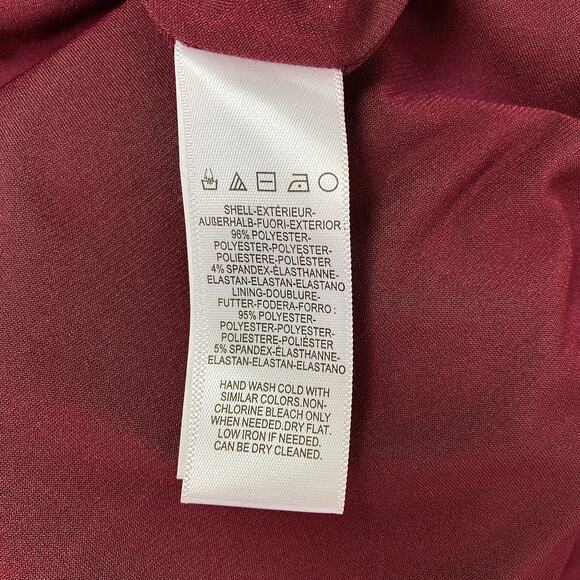 SHELL-EXTÉRIEUR-
AUßERHALB-FUORI-EXTERIOR :
96% POLYESTER-
POLYESTER-POLYESTER-
POLIESTERE-POLIÉSTER
4% SPANDEX-ÉLASTHANNE-
ELASTAN-ELASTAN-ELASTANO
LINING-DOUBLURE-
FUTTER-FODERA-FORRO :
95% POLYESTER-
POLYESTER-POLYESTER-
POLIESTERE-POLIÉSTER
5% SPANDEX-ÉLASTHANNE-
ELASTAN-ELASTAN-ELASTANO
HAND WASH COLD WITH
SIMILAR COLORS.NON-
CHLORINE BLEACH ONLY
WHEN NEEDED.DRY FLAT.
LOW IRON IF NEEDED.
CAN BE DRY CLEANED.